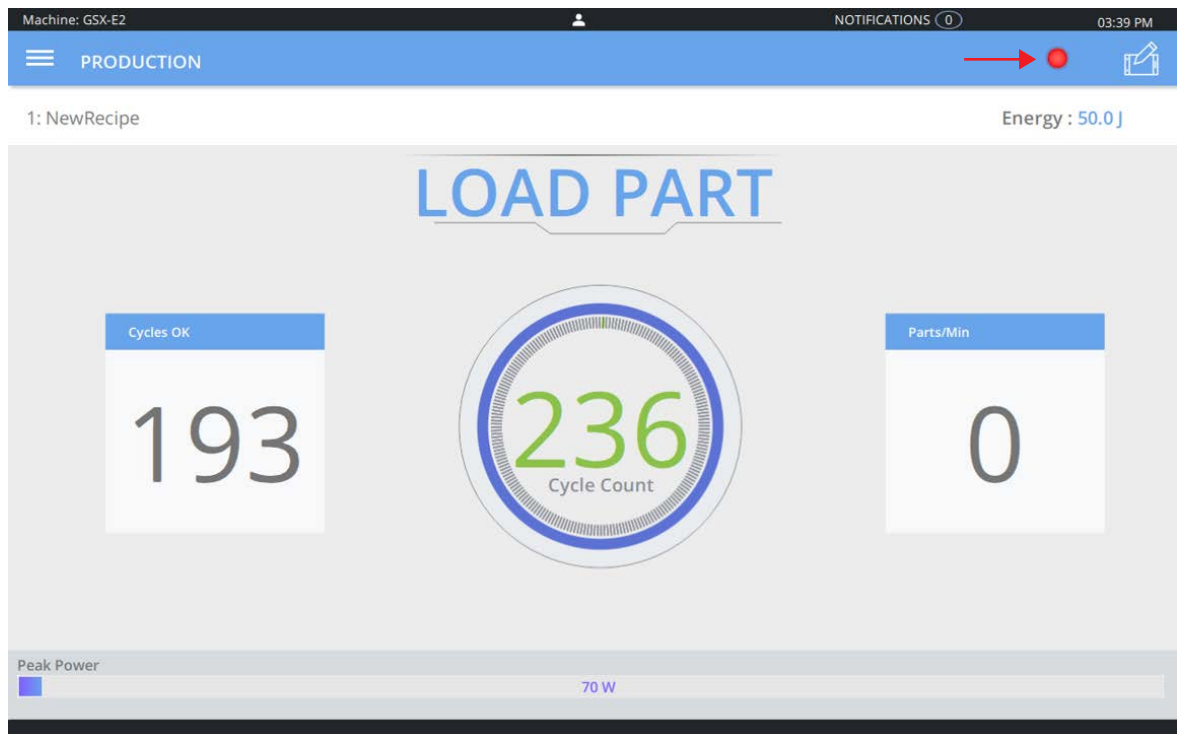 Machine: GSX-E2 NOTIFICATIONS 0 03:39 PM
PRODUCTION
1: NewRecipe Energy : 50.0 J
LOAD PART
Cycles OK
193
236
Cycle Count
Parts/Min
0
Peak Power
70 W